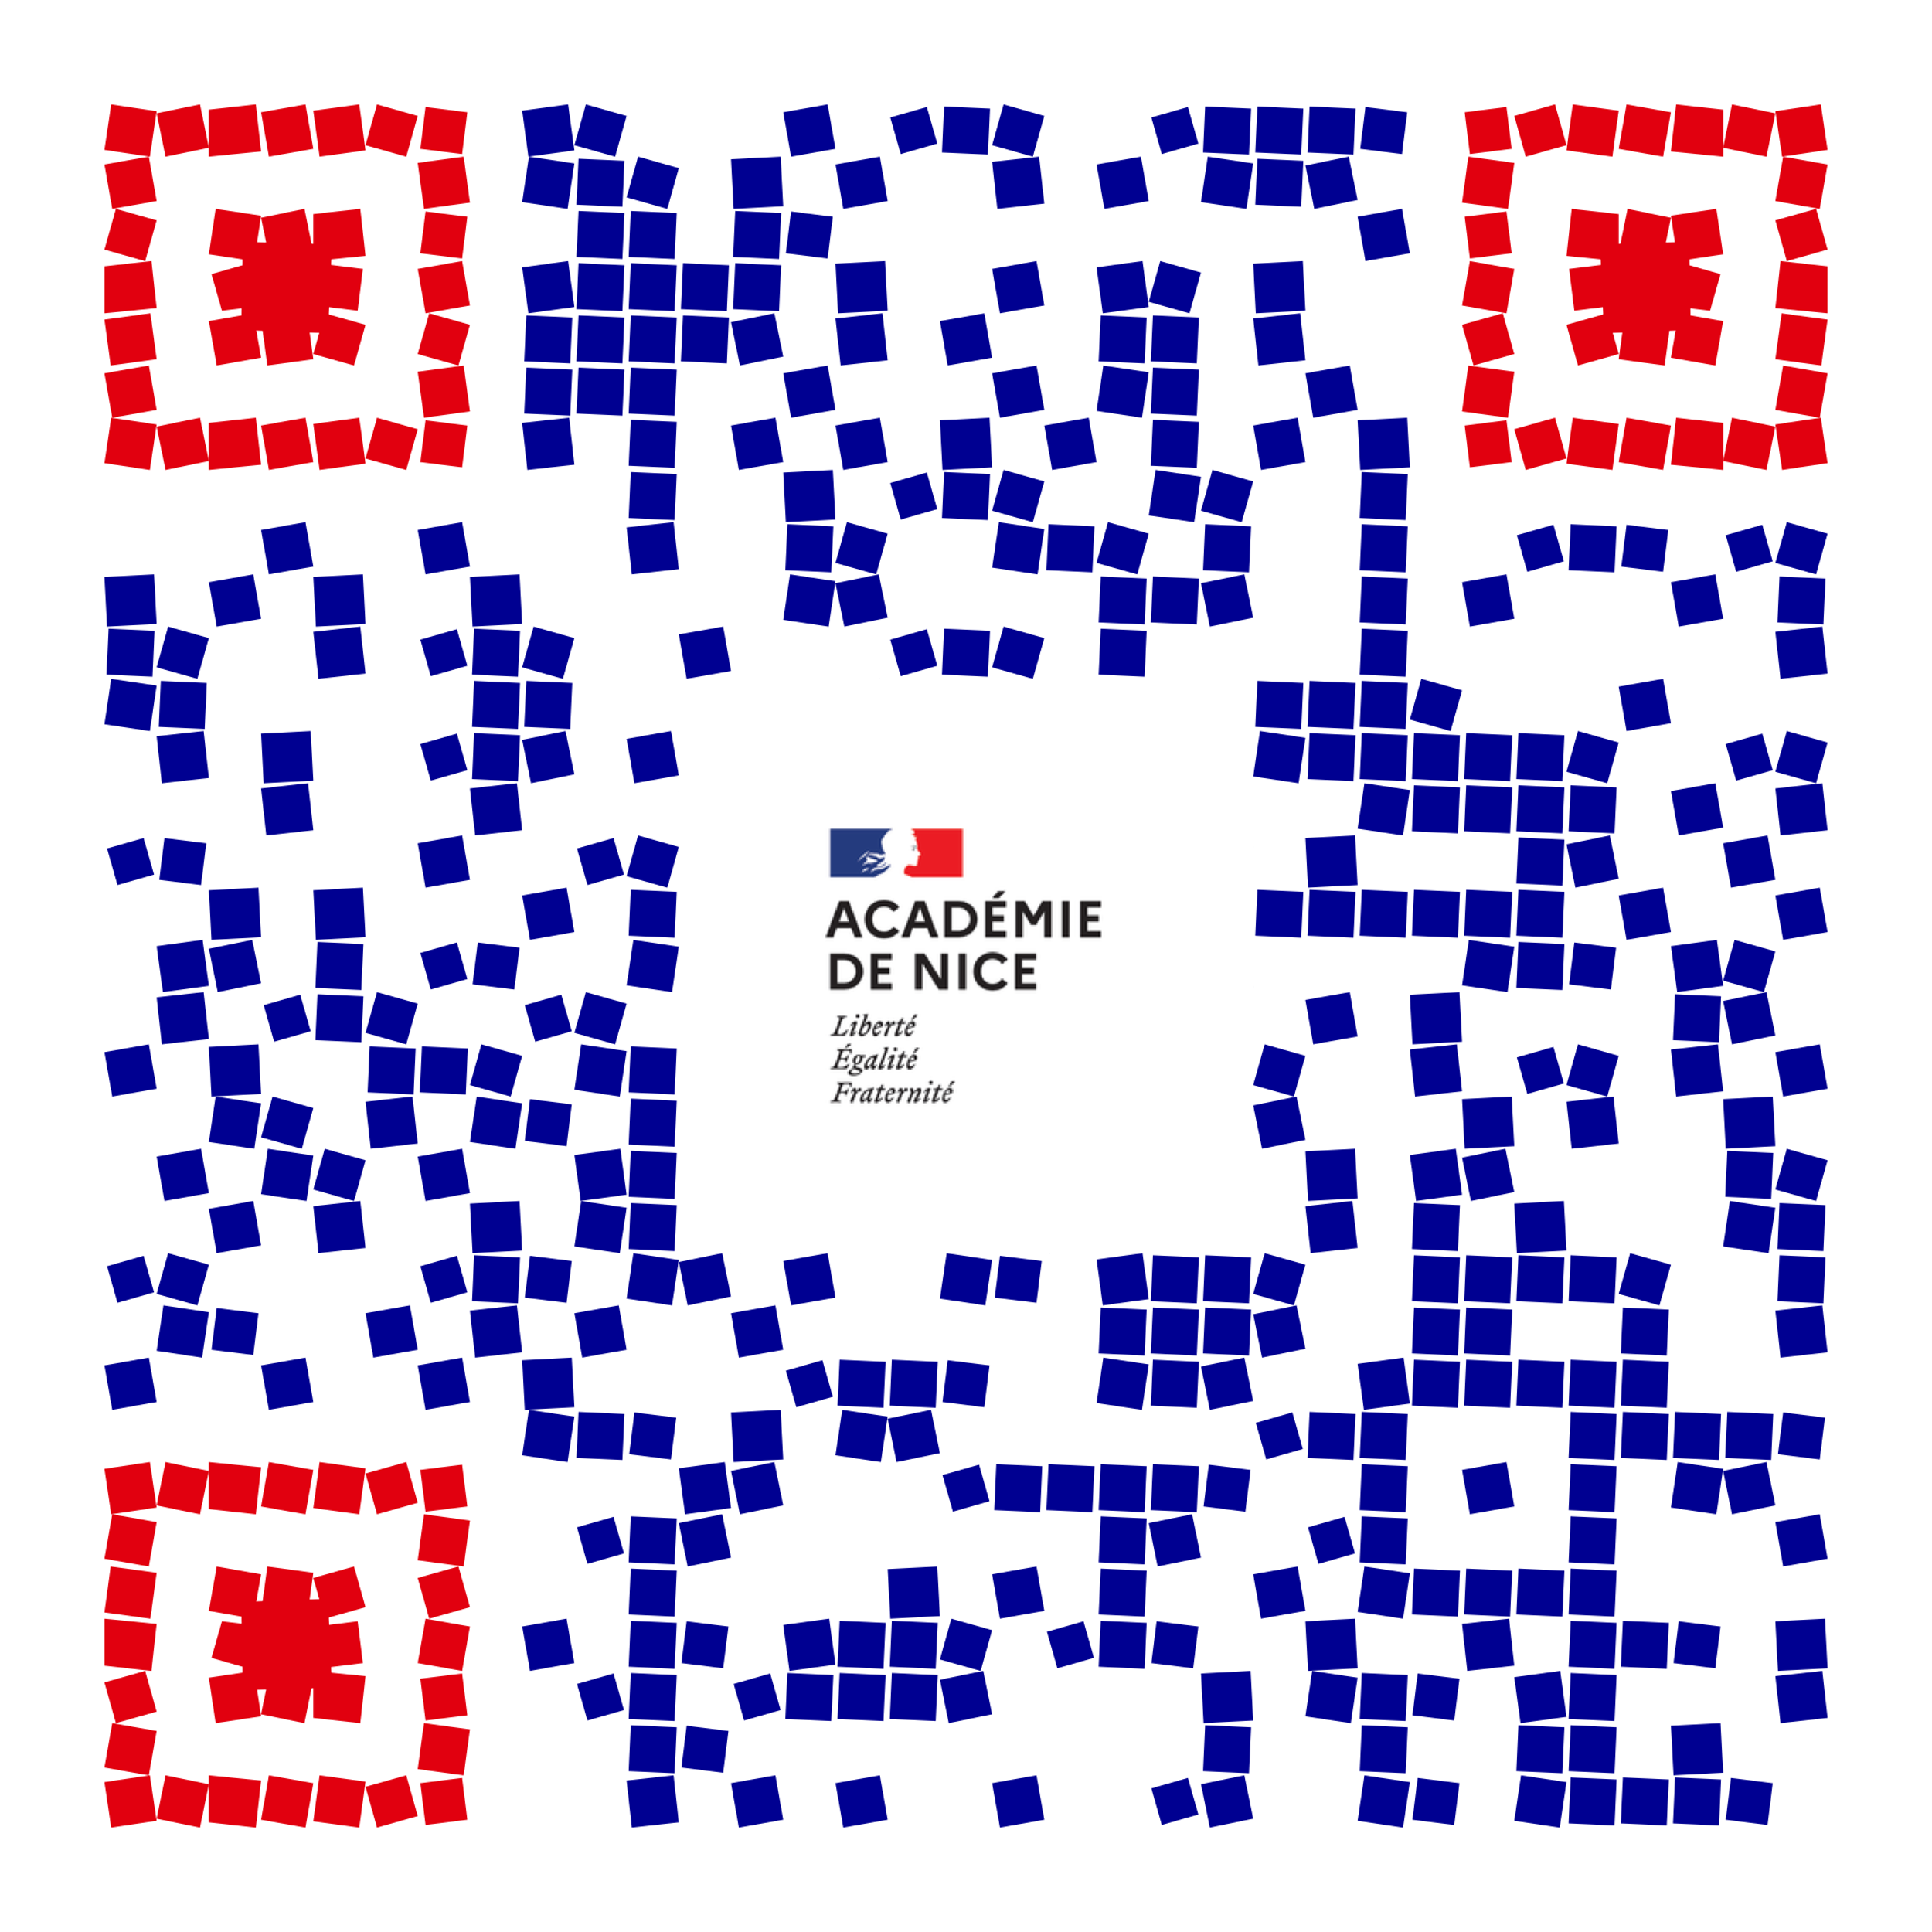 ACADÉMIE
DE NICE
Liberté
Égalité
Fraternité